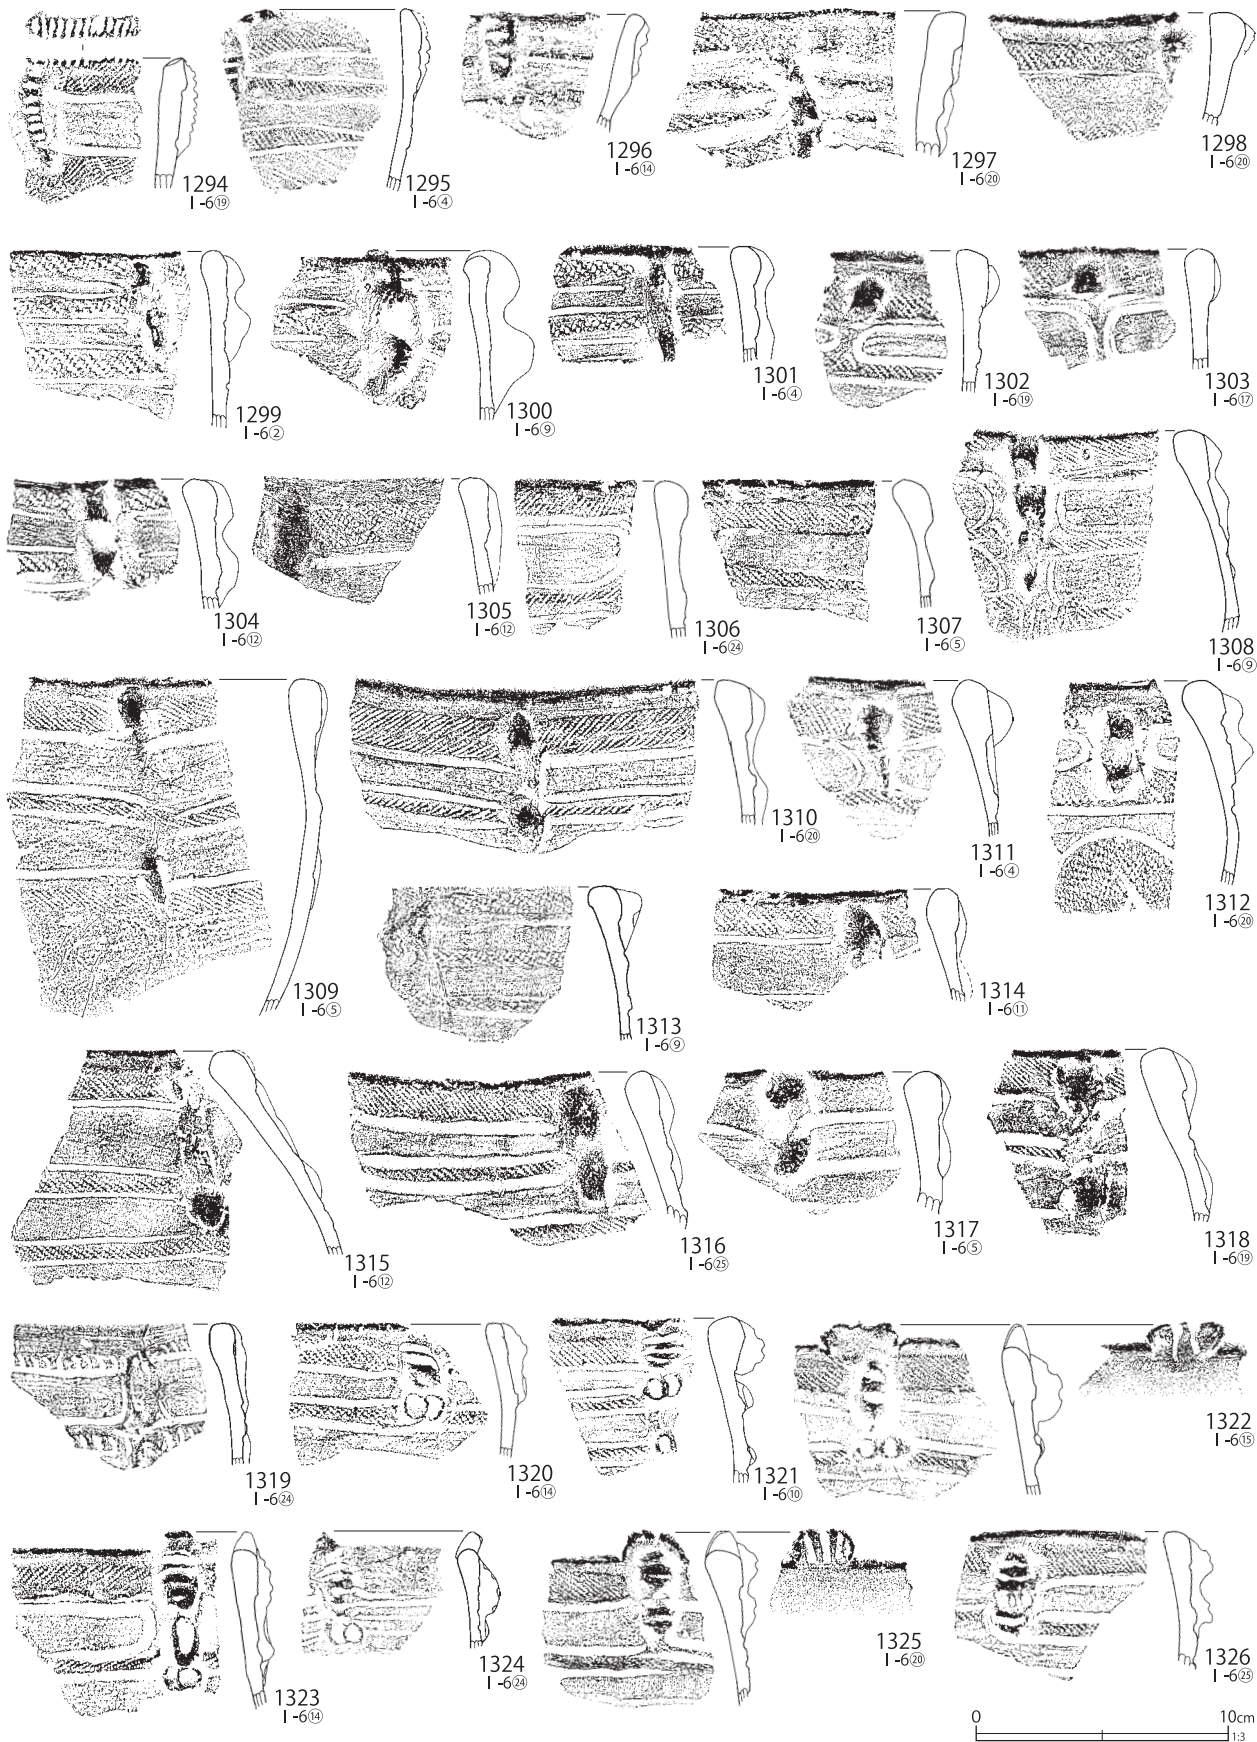 1294
I -6⑲
1295
I -6④
1296
I -6⑭
1297
I -6⑳
1298
I -6⑳
1299
I -6②
1300
I -6⑨
1301
I -6④
1302
I -6⑲
1303
I -6⑰
1304
I -6⑫
1305
I -6⑫
1306
I -6㉔
1307
I -6⑤
1308
I -6⑨
1309
I -6⑤
1310
I -6⑳
1311
I -6④
1312
I -6⑳
1313
I -6⑨
1314
I -6⑪
1315
I -6⑫
1316
I -6㉕
1317
I -6⑤
1318
I -6⑲
1319
I -6㉔
1320
I -6⑭
1321
I -6⑩
1322
I -6⑮
1323
I -6⑭
1324
I -6㉔
1325
I -6⑳
1326
I -6㉕
0 10cm
1:3